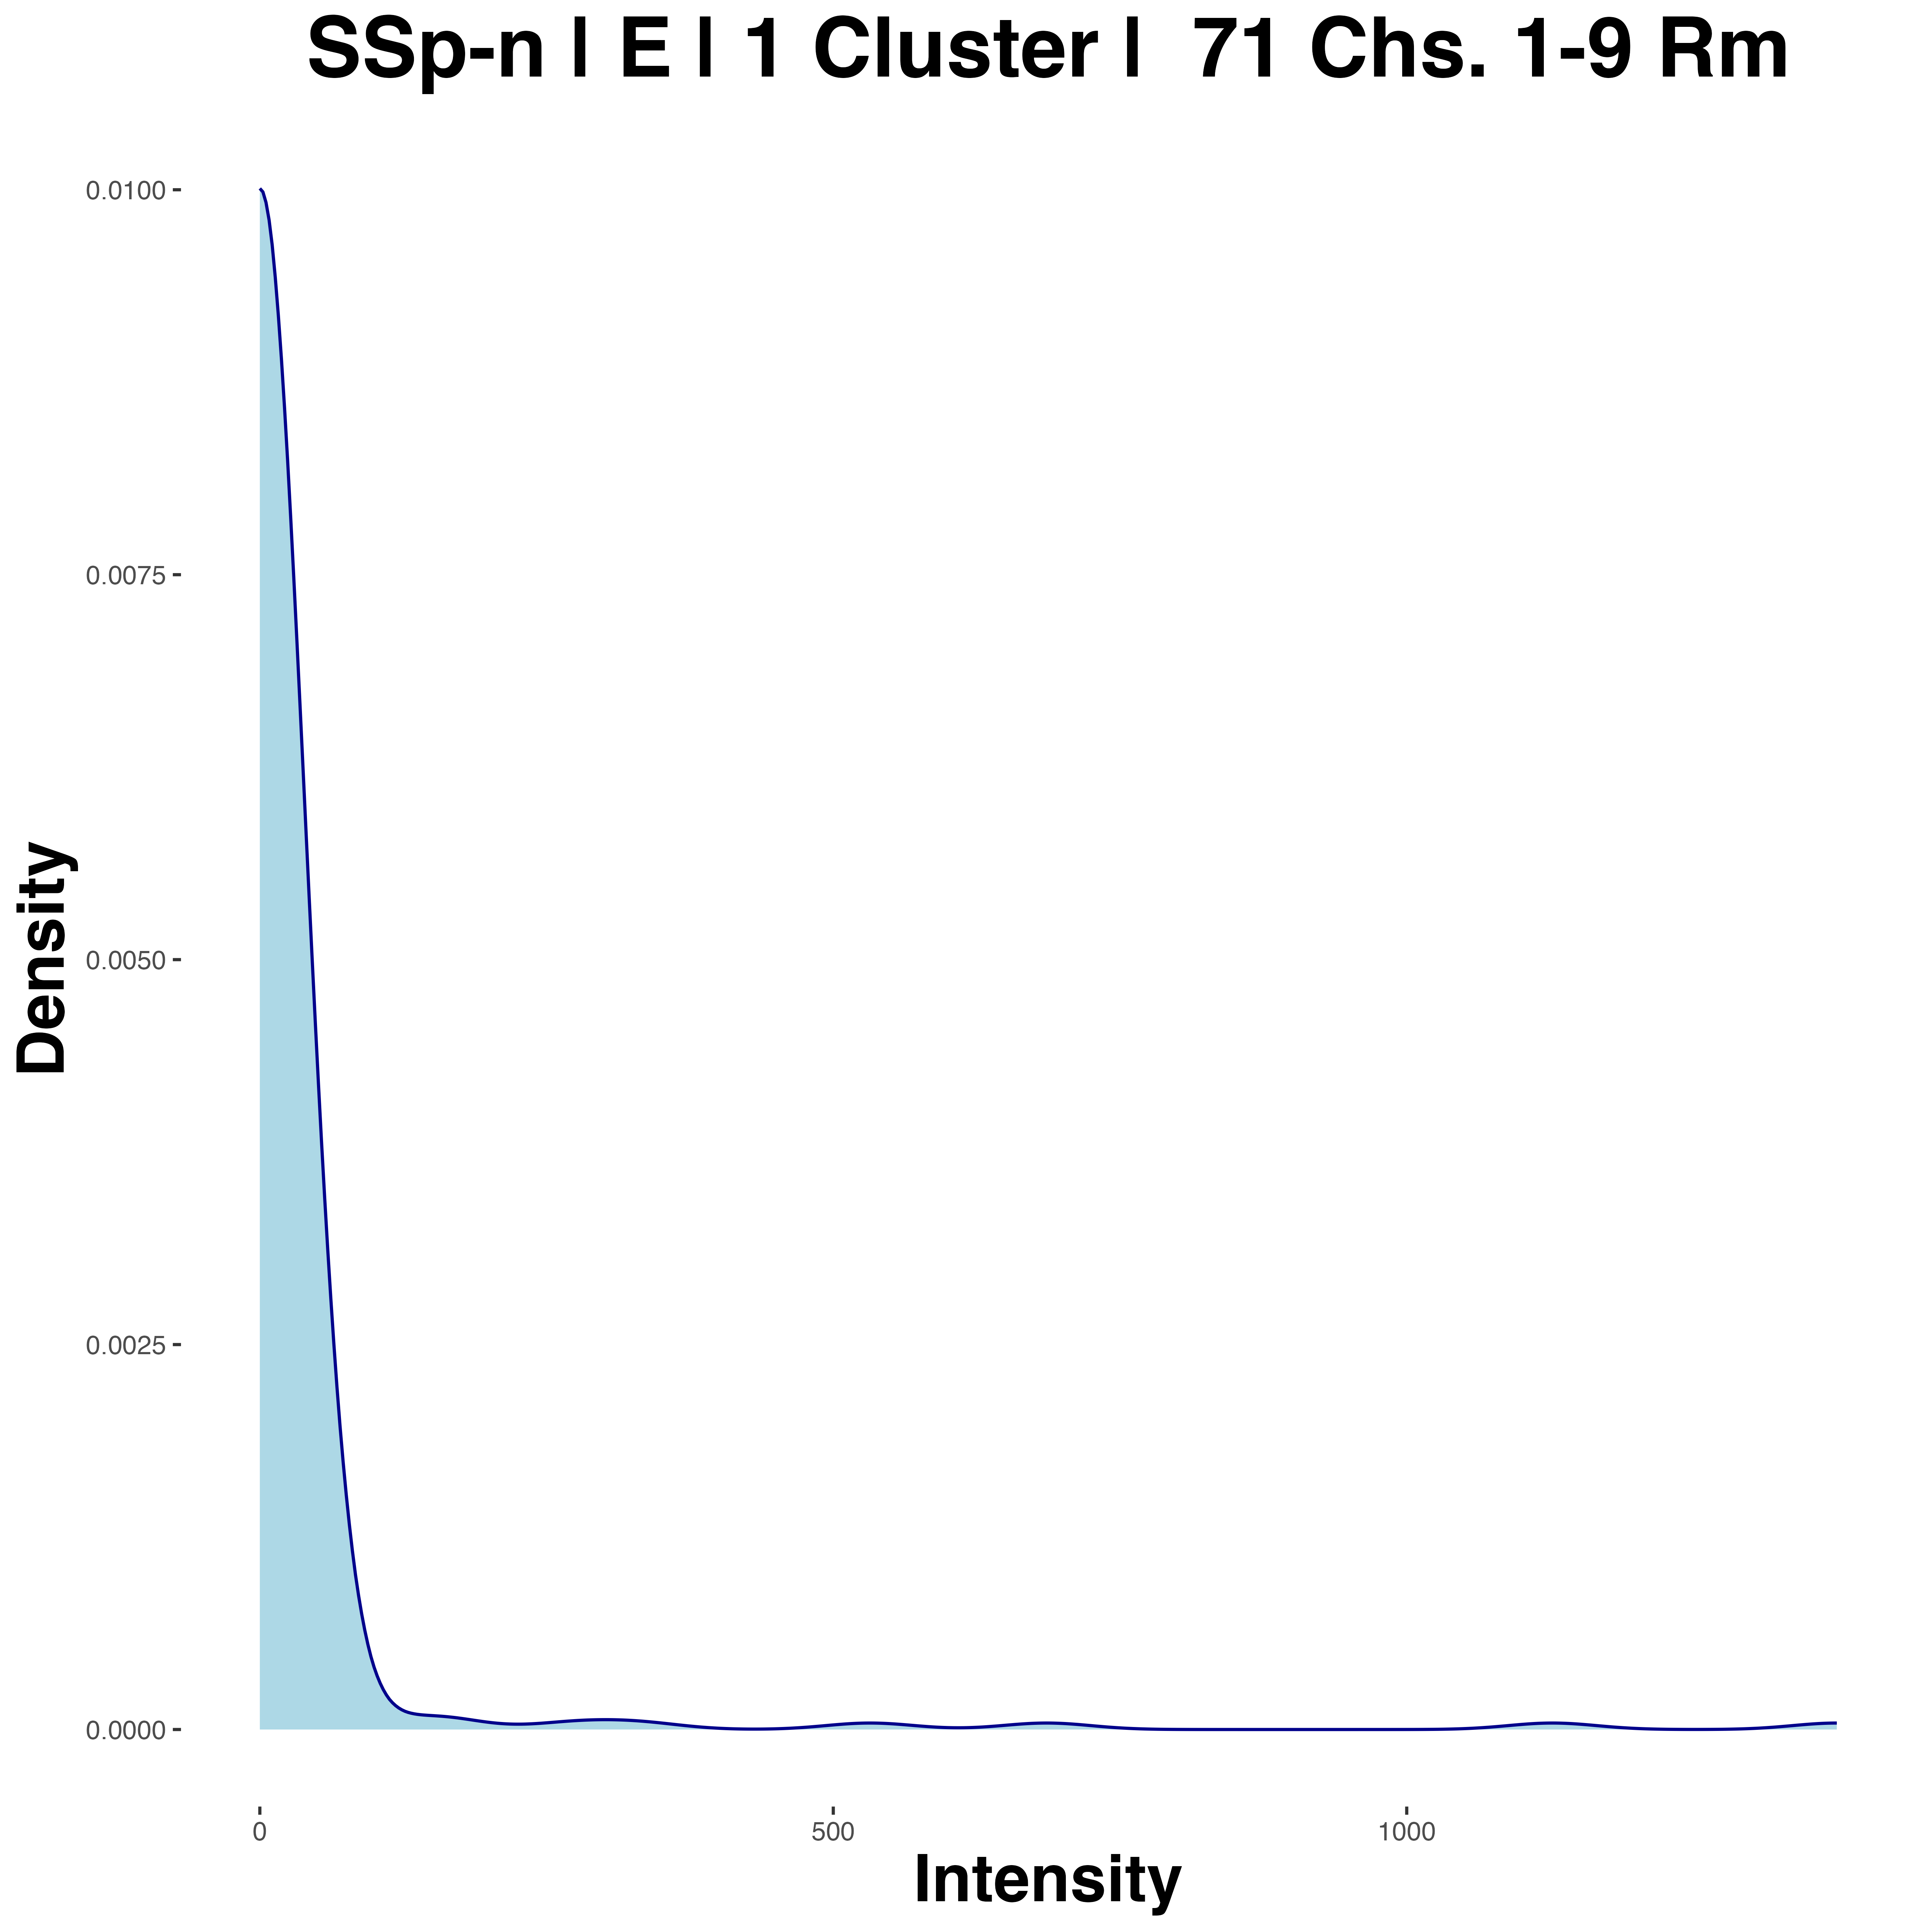 SSp-n | E | 1 Cluster | 71 Chs. 1-9 Rm
0.0100
0.0075
0.0050
0.0025
0.0000
Density
0 500 1000
Intensity